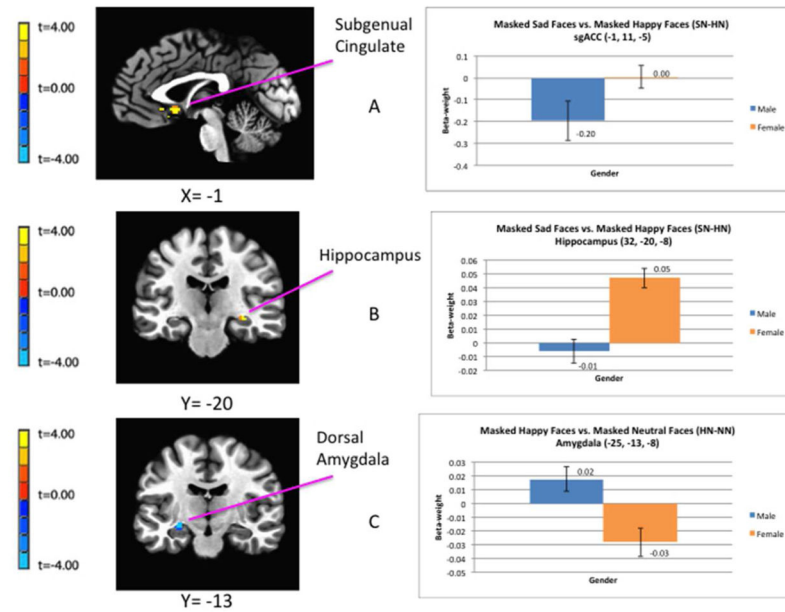 t=4.00
t=0.00
t=-4.00
Subgenual
Cingulate
A
X= -1
Masked Sad Faces vs. Masked Happy Faces (SN-HN)
sgACC (-1, 11, -5)
0.1
0
-0.1
-0.2
-0.3
-0.4
Beta-weight
0.00
-0.20
Male
Female
Gender
t=4.00
t=0.00
t=-4.00
Hippocampus
B
Y= -20
Masked Sad Faces vs. Masked Happy Faces (SN-HN)
Hippocampus (32, -20, -8)
0.06
0.05
0.04
0.03
0.02
0.01
0
-0.01
-0.02
Beta-weight
0.05
-0.01
Male
Female
Gender
t=4.00
t=0.00
t=-4.00
Dorsal
Amygdala
C
Y= -13
Masked Happy Faces vs. Masked Neutral Faces (HN-NN)
Amygdala (-25, -13, -8)
0.03
0.02
0.01
0
-0.01
-0.02
-0.03
-0.04
-0.05
Beta-weight
0.02
-0.03
Male
Female
Gender